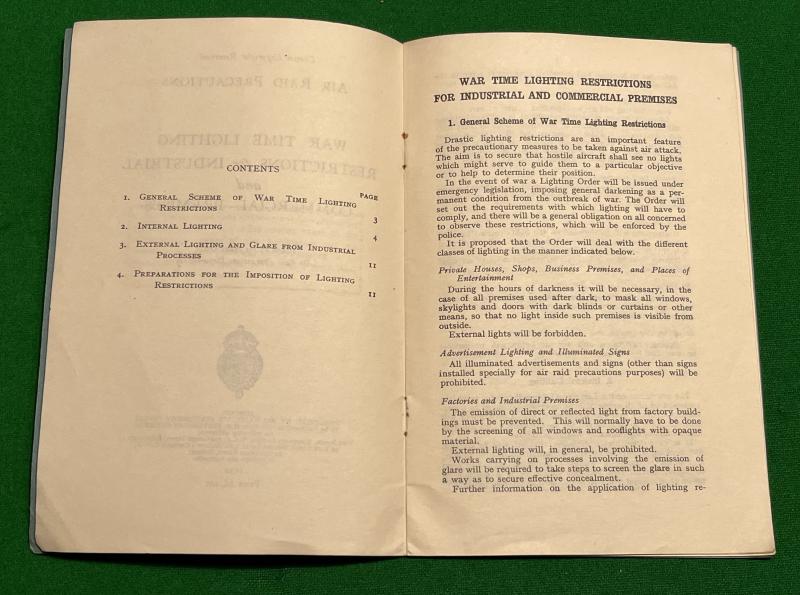 CONTENTS
PAGE
1. General Scheme of War Time Lighting
Restrictions 3
2. Internal Lighting 4
3. External Lighting and Glare from Industrial
Processes 11
4. Preparations for the Imposition of Lighting
Restrictions 11
WAR TIME LIGHTING RESTRICTIONS
FOR INDUSTRIAL AND COMMERCIAL PREMISES
1. General Scheme of War Time Lighting Restrictions
Drastic lighting restrictions are an important feature
of the precautionary measures to be taken against air attack.
The aim is to secure that hostile aircraft shall see no lights
which might serve to guide them to a particular objective
or to help to determine their position.
In the event of war a Lighting Order will be issued under
emergency legislation, imposing general darkening as a per-
manent condition from the outbreak of war. The Order will
set out the requirements with which lighting will have to
comply, and there will be a general obligation on all concerned
to observe these restrictions, which will be enforced by the
police.
It is proposed that the Order will deal with the different
classes of lighting in the manner indicated below.
Private Houses, Shops, Business Premises, and Places of
Entertainment
During the hours of darkness it will be necessary, in the
case of all premises used after dark, to mask all windows,
skylights and doors with dark blinds or curtains or other
means, so that no light inside such premises is visible from
outside.
External lights will be forbidden.
Advertisement Lighting and Illuminated Signs
All illuminated advertisements and signs (other than signs
installed specially for air raid precautions purposes) will be
prohibited.
Factories and Industrial Premises
The emission of direct or reflected light from factory build-
ings must be prevented. This will normally have to be done
by the screening of all windows and rooflights with opaque
material.
External lighting will, in general, be prohibited.
Works carrying on processes involving the emission of
glare will be required to take steps to screen the glare in such
a way as to secure effective concealment.
Further information on the application of lighting re-